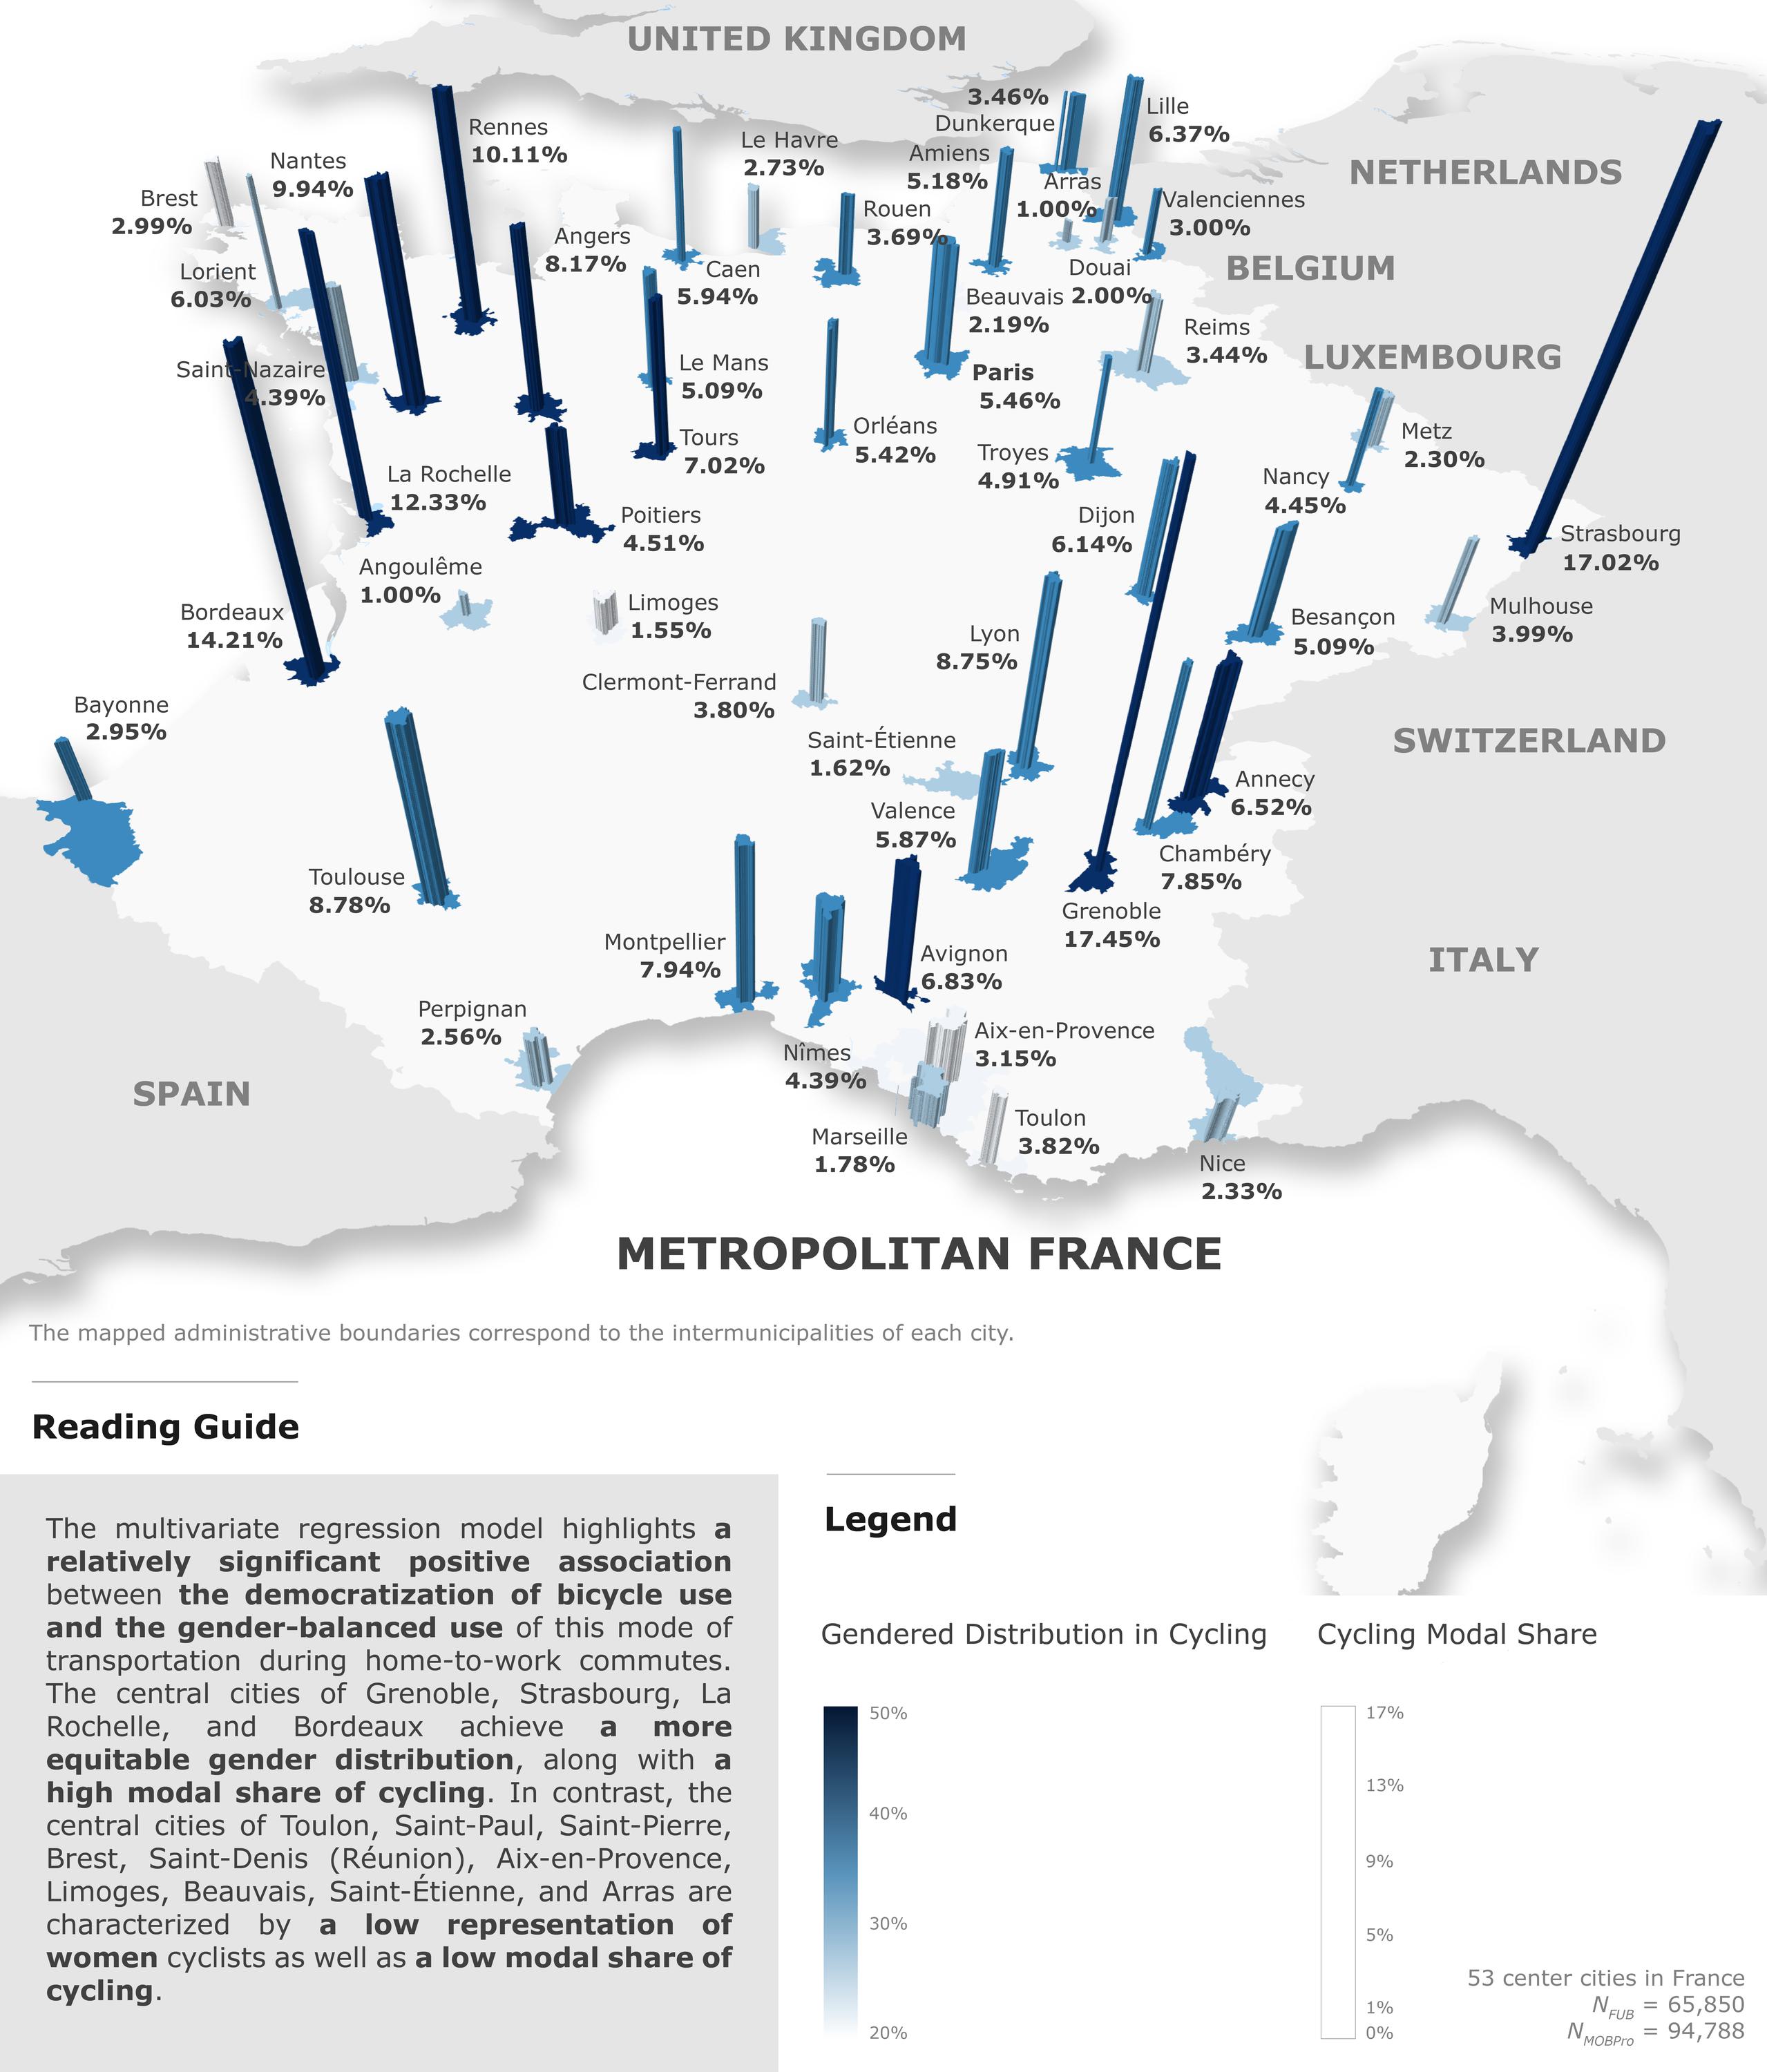 UNITED KINGDOM
3.46%
Dunkerque
Lille
6.37%
Rennes
10.11%
Le Havre
2.73%
Amiens
5.18%
Nantes
9.94%
NETHERLANDS
Arras
1.00%
Brest
2.99%
Rouen
3.69%
Valenciennes
3.00%
Angers
8.17%
Lorient
6.03%
Caen
5.94%
Douai
2.00%
BELGIUM
Beauvais
2.19%
Reims
3.44%
LUXEMBOURG
Saint-Nazaire
4.39%
Le Mans
5.09%
Paris
5.46%
Orléans
5.42%
Tours
7.02%
Metz
2.30%
Troyes
4.91%
La Rochelle
12.33%
Nancy
4.45%
Poitiers
4.51%
Dijon
6.14%
Strasbourg
17.02%
Angoulême
1.00%
Limoges
1.55%
Bordeaux
14.21%
Besançon
5.09%
Mulhouse
3.99%
Lyon
8.75%
Clermont-Ferrand
3.80%
Bayonne
2.95%
Saint-Étienne
1.62%
SWITZERLAND
Annecy
6.52%
Valence
5.87%
Chambéry
7.85%
Toulouse
8.78%
Grenoble
17.45%
Montpellier
7.94%
Avignon
6.83%
ITALY
Perpignan
2.56%
Aix-en-Provence
3.15%
Nîmes
4.39%
SPAIN
Toulon
3.82%
Marseille
1.78%
Nice
2.33%
METROPOLITAN FRANCE
The mapped administrative boundaries correspond to the intermunicipalities of each city.
Reading Guide
The multivariate regression model highlights a
relatively significant positive association
between the democratization of bicycle use
and the gender-balanced use of this mode of
transportation during home-to-work commutes.
The central cities of Grenoble, Strasbourg, La
Rochelle, and Bordeaux achieve a more
equitable gender distribution, along with a
high modal share of cycling. In contrast, the
central cities of Toulon, Saint-Paul, Saint-Pierre,
Brest, Saint-Denis (Réunion), Aix-en-Provence,
Limoges, Beauvais, Saint-Étienne, and Arras are
characterized by a low representation of
women cyclists as well as a low modal share of
cycling.
Legend
Gendered Distribution in Cycling
50%
40%
30%
20%
Cycling Modal Share
17%
13%
9%
5%
1%
0%
53 center cities in France
N FUB = 65,850
N MOBPro = 94,788